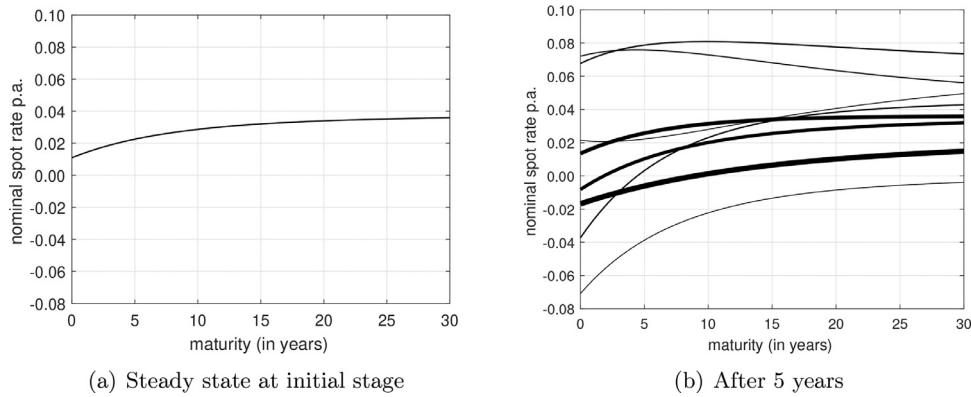 0.10
0.08
0.06
0.04
0.02
0.00
-0.02
-0.04
-0.06
-0.08
nominal spot rate p.a.
0 5 10 15 20 25 30
maturity (in years)
(a) Steady state at initial stage
0.10
0.08
0.06
0.04
0.02
0.00
-0.02
-0.04
-0.06
-0.08
nominal spot rate p.a.
0 5 10 15 20 25 30
maturity (in years)
(b) After 5 years